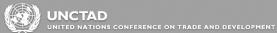 UNCTAD
UNITED NATIONS CONFERENCE ON TRADE AND DEVELOPMENT